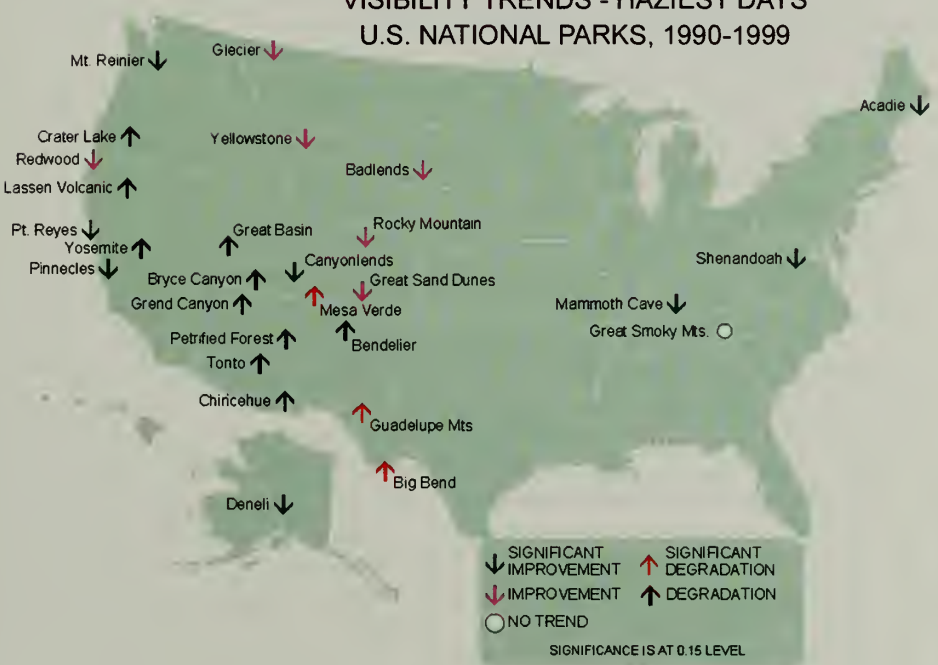 VISIBILITY TRENDS - HAZIEST DAYS
U.S. NATIONAL PARKS, 1990-1999
Mt. Reinier
Glecier
Acadie
Crater Lake
Yellowstone
Redwood
Badlends
Lassen Volcanic
Pt. Reyes
Great Basin
Rocky Mountain
Yosemite
Pinnecles
Canyonlends
Shenandoah
Bryce Canyon
Great Sand Dunes
Grend Canyon
Mesa Verde
Mammoth Cave
Great Smoky Mts.
Petrified Forest
Bendelier
Tonto
Chiricehue
Guadelupe Mts
Big Bend
Deneli
SIGNIFICANT
IMPROVEMENT
SIGNIFICANT
DEGRADATION
IMPROVEMENT
DEGRADATION
NO TREND
SIGNIFICANCE IS AT 0.15 LEVEL